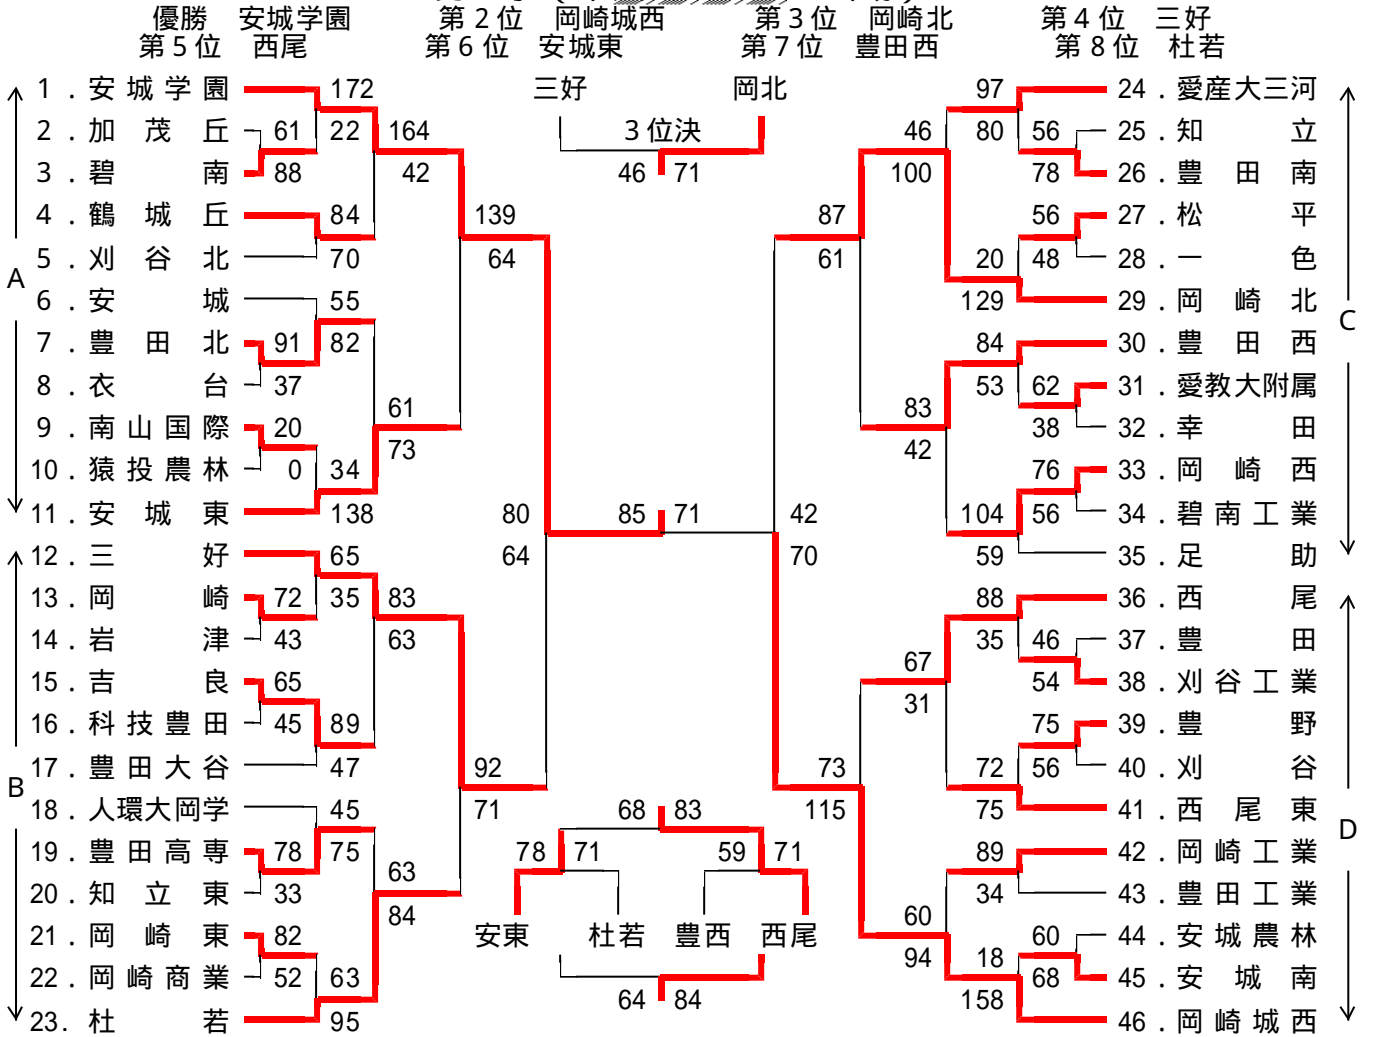 優勝 安城学園 第2位 岡崎城西 第3位 岡崎北 第4位 三好
第5位 西尾 第6位 安城東 第7位 豊田西 第8位 杜若
A
1．安城学園
2．加茂丘
3．碧南
4．鶴城丘
5．刈谷北
6．安城
7．豊田北
8．衣台
9．南山国際
10．猿投農林
11．安城東
B
12．三好
13．岡崎
14．岩津
15．吉良
16．科技豊田
17．豊田大谷
18．人環大岡学
19．豊田高専
20．知立東
21．岡崎東
22．岡崎商業
23．杜若
61
88
91
37
20
0
72
43
65
45
78
33
82
52
172
22
84
70
55
82
34
138
65
35
89
47
45
75
63
95
164
42
61
73
83
63
63
84
139
64
92
71
80
64
三好 岡北
3位決
46 71
85 71
68 83
78 71 59 71
安東 杜若 豊西 西尾
64 84
42
70
87
61
73
115
46
100
83
42
67
31
60
94
97
80
20
129
84
53
104
59
88
35
72
75
89
34
18
158
56
78
56
48
62
38
76
56
46
54
75
56
60
68
C
24．愛産大三河
25．知立
26．豊田南
27．松平
28．一色
29．岡崎北
30．豊田西
31．愛教大附属
32．幸田
33．岡崎西
34．碧南工業
35．足助
D
36．西尾
37．豊田
38．刈谷工業
39．豊野
40．刈谷
41．西尾東
42．岡崎工業
43．豊田工業
44．安城農林
45．安城南
46．岡崎城西